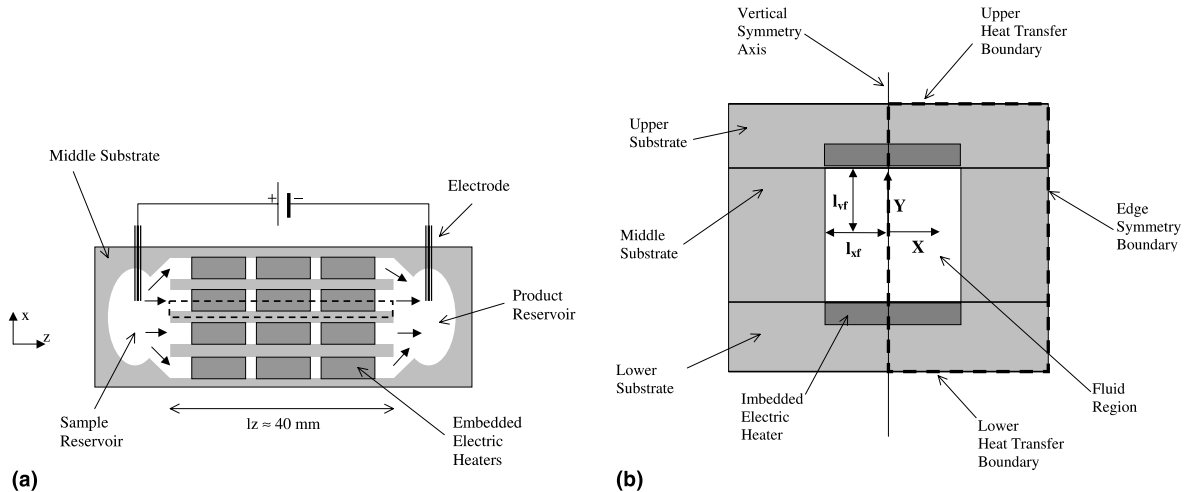 Middle Substrate
Electrode
+
−
x
z
Product
Reservoir
Sample
Reservoir
lz ≈ 40 mm
Embedded
Electric
Heaters
(a)
Vertical
Symmetry
Axis
Upper
Heat Transfer
Boundary
Upper
Substrate
Middle
Substrate
lyf
Y
lxf
X
Edge
Symmetry
Boundary
Lower
Substrate
Imbedded
Electric
Heater
Lower
Heat Transfer
Boundary
Fluid
Region
(b)